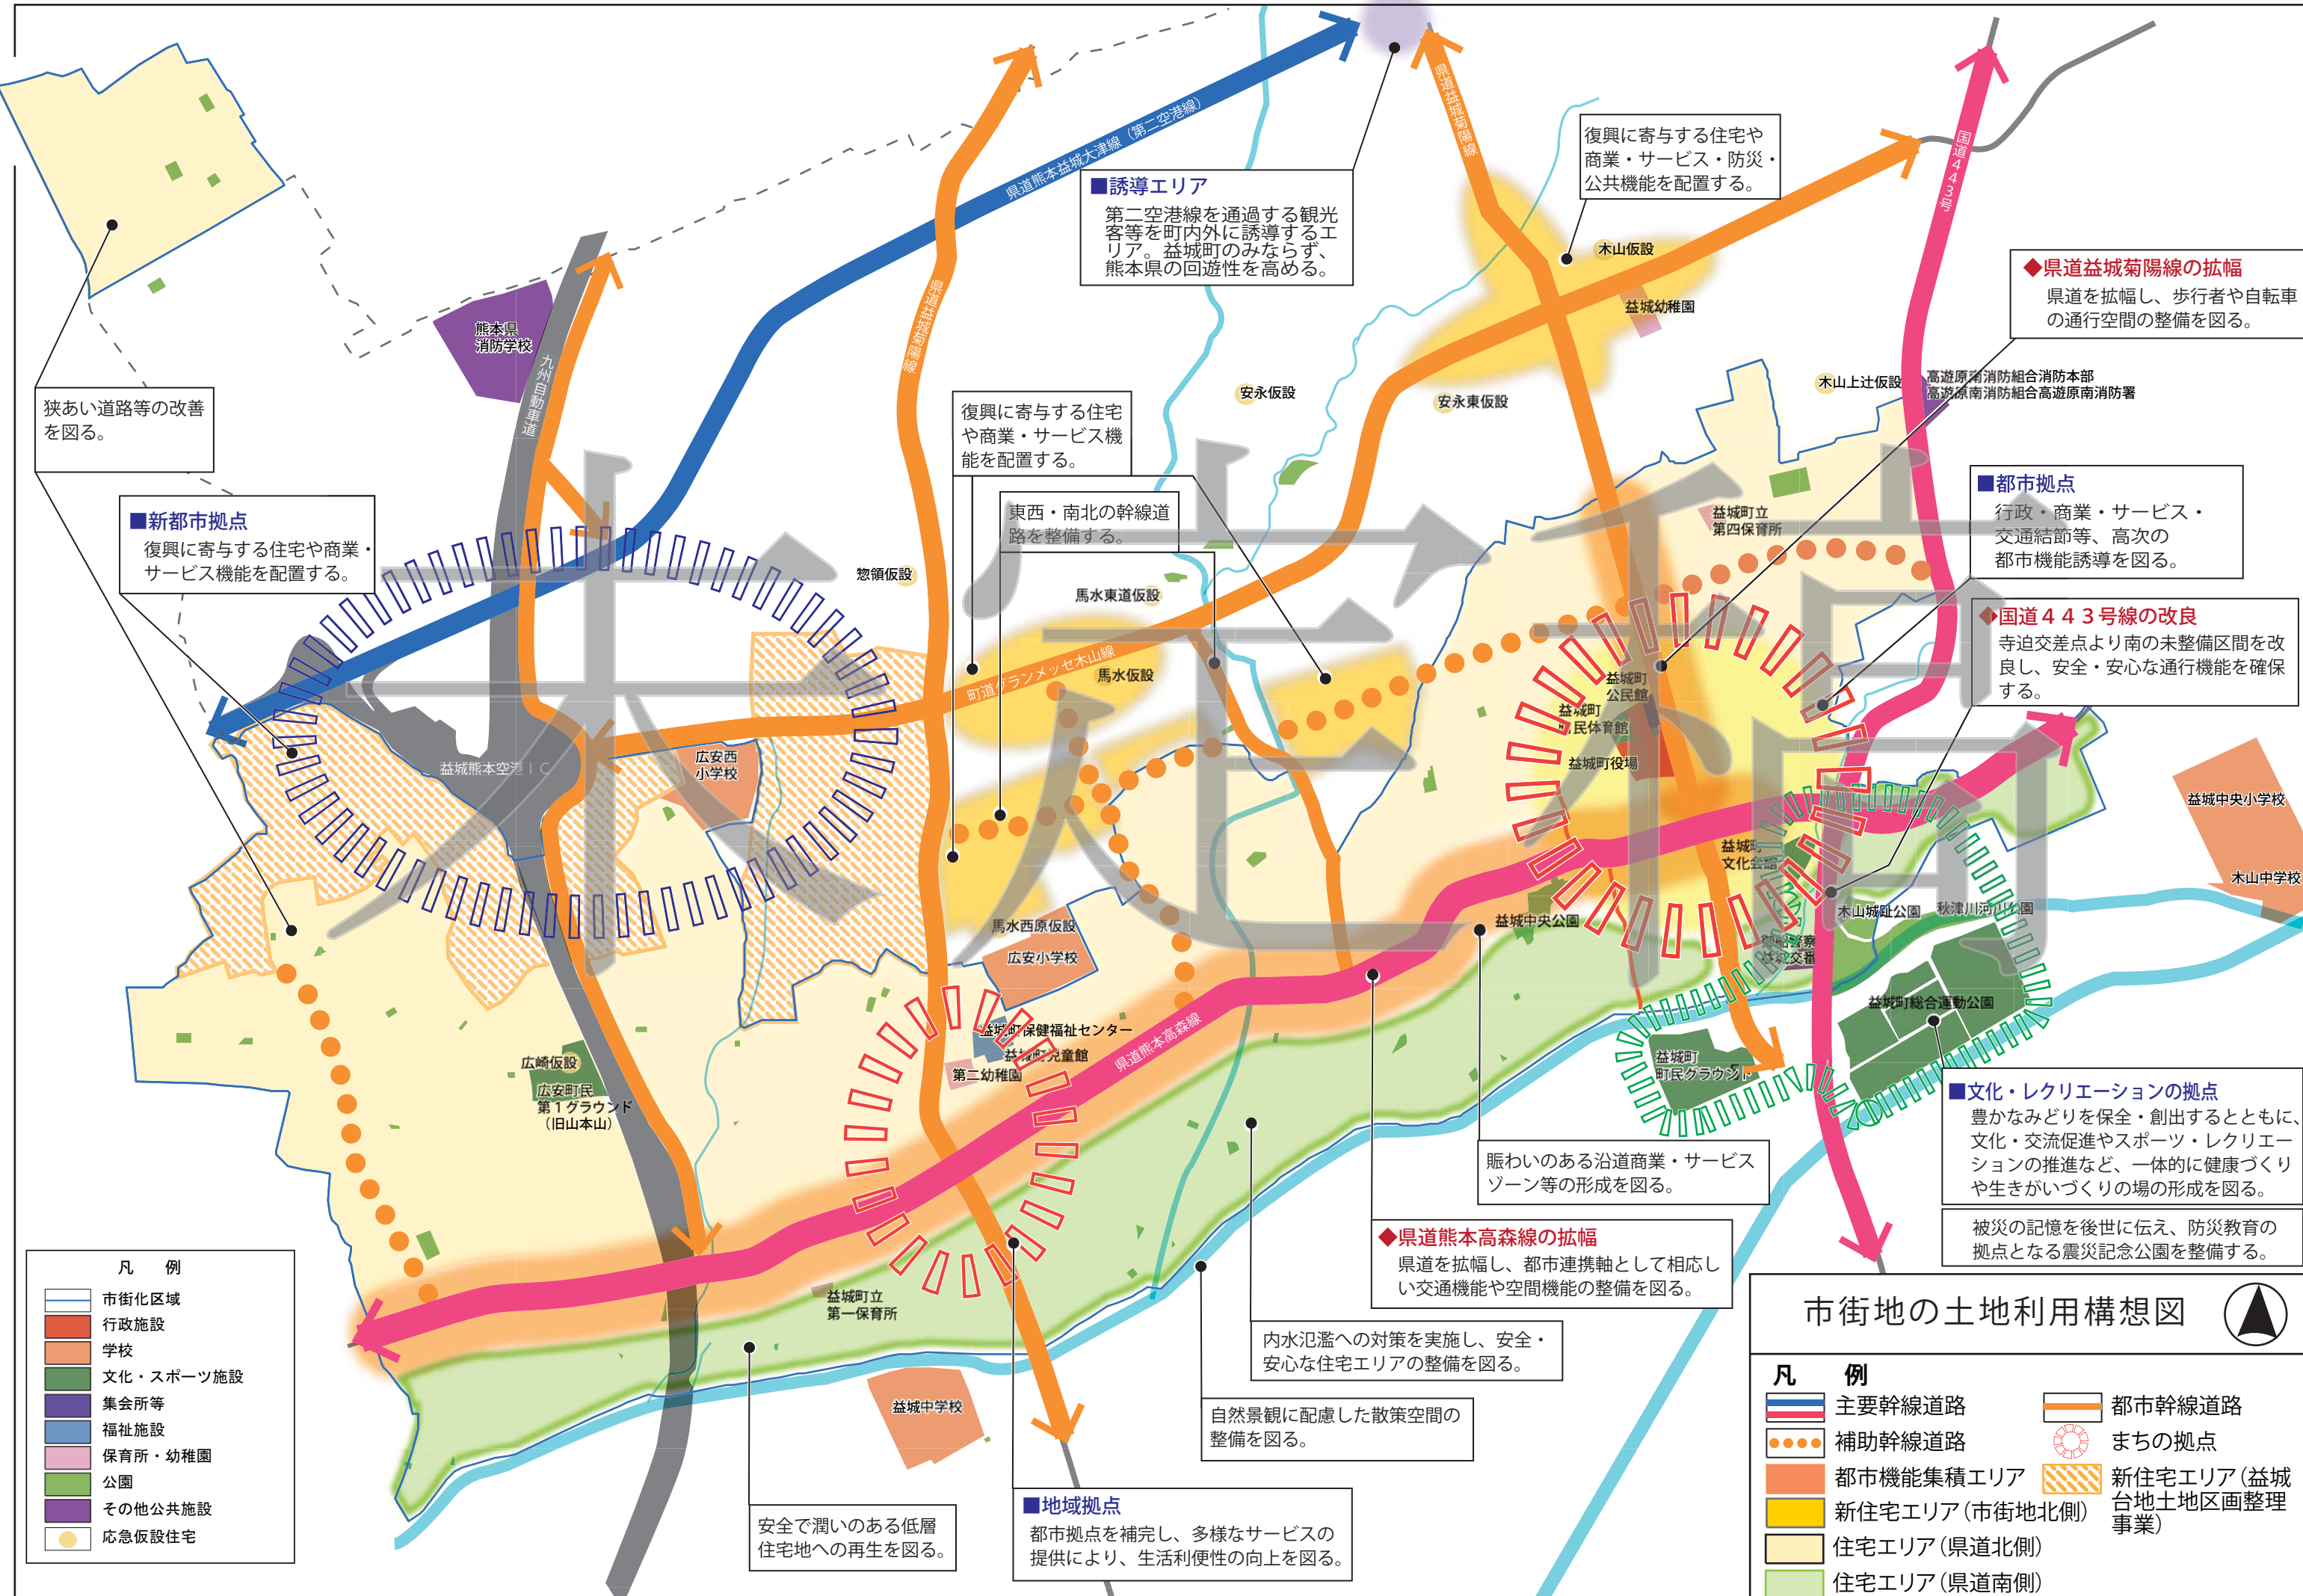 県道熊本益城大津線（第二空港線）
県道益城菊陽線
国道４４３号
復興に寄与する住宅や
商業・サービス・防災・
公共機能を配置する。
■誘導エリア
第二空港線を通過する観光
客等を町内外に誘導するエ
リア。益城町のみならず、
熊本県の回遊性を高める。
木山仮設
益城幼稚園
◆県道益城菊陽線の拡幅
県道を拡幅し、歩行者や自転車
の通行空間の整備を図る。
熊本県
消防学校
九州自動車道
県道益城菊陽線
狭あい道路等の改善
を図る。
復興に寄与する住宅
や商業・サービス機
能を配置する。
安永仮設
安永東仮設
木山上辻仮設
高遊原南消防組合消防本部
高遊原南消防組合高遊原南消防署
■新都市拠点
復興に寄与する住宅や商業・
サービス機能を配置する。
東西・南北の幹線道
路を整備する。
益城町立
第四保育所
■都市拠点
行政・商業・サービス・
交通結節等、高次の
都市機能誘導を図る。
惣領仮設
馬水東道仮設
◆国道４４３号線の改良
寺迫交差点より南の未整備区間を改
良し、安全・安心な通行機能を確保
する。
町道グランメッセ木山線
馬水仮設
益城町
公民館
益城町
町民体育館
益城町役場
益城熊本空港ＩＣ
広安西
小学校
益城中央小学校
木山中学校
益城町
文化会館
木山城趾公園
秋津川河川公園
益城中央公園
御船警察
益城交番
馬水西原仮設
広安小学校
益城町総合運動公園
益城町保健福祉センター
益城町児童館
第二幼稚園
県道熊本高森線
益城町
町民グラウンド
広崎仮設
広安町民
第１グラウンド
（旧山本山）
■文化・レクリエーションの拠点
豊かなみどりを保全・創出するとともに、
文化・交流促進やスポーツ・レクリエー
ションの推進など、一体的に健康づくり
や生きがいづくりの場の形成を図る。
被災の記憶を後世に伝え、防災教育の
拠点となる震災記念公園を整備する。
賑わいのある沿道商業・サービス
ゾーン等の形成を図る。
◆県道熊本高森線の拡幅
県道を拡幅し、都市連携軸として相応し
い交通機能や空間機能の整備を図る。
益城町立
第一保育所
内水氾濫への対策を実施し、安全・
安心な住宅エリアの整備を図る。
自然景観に配慮した散策空間の
整備を図る。
益城中学校
■地域拠点
都市拠点を補完し、多様なサービスの
提供により、生活利便性の向上を図る。
安全で潤いのある低層
住宅地への再生を図る。
凡　例
市街化区域
行政施設
学校
文化・スポーツ施設
集会所等
福祉施設
保育所・幼稚園
公園
その他公共施設
応急仮設住宅
市街地の土地利用構想図
凡　例
主要幹線道路
都市幹線道路
補助幹線道路
まちの拠点
都市機能集積エリア
新住宅エリア（益城
台地土地区画整理
事業）
新住宅エリア（市街地北側）
住宅エリア（県道北側）
住宅エリア（県道南側）
未定稿